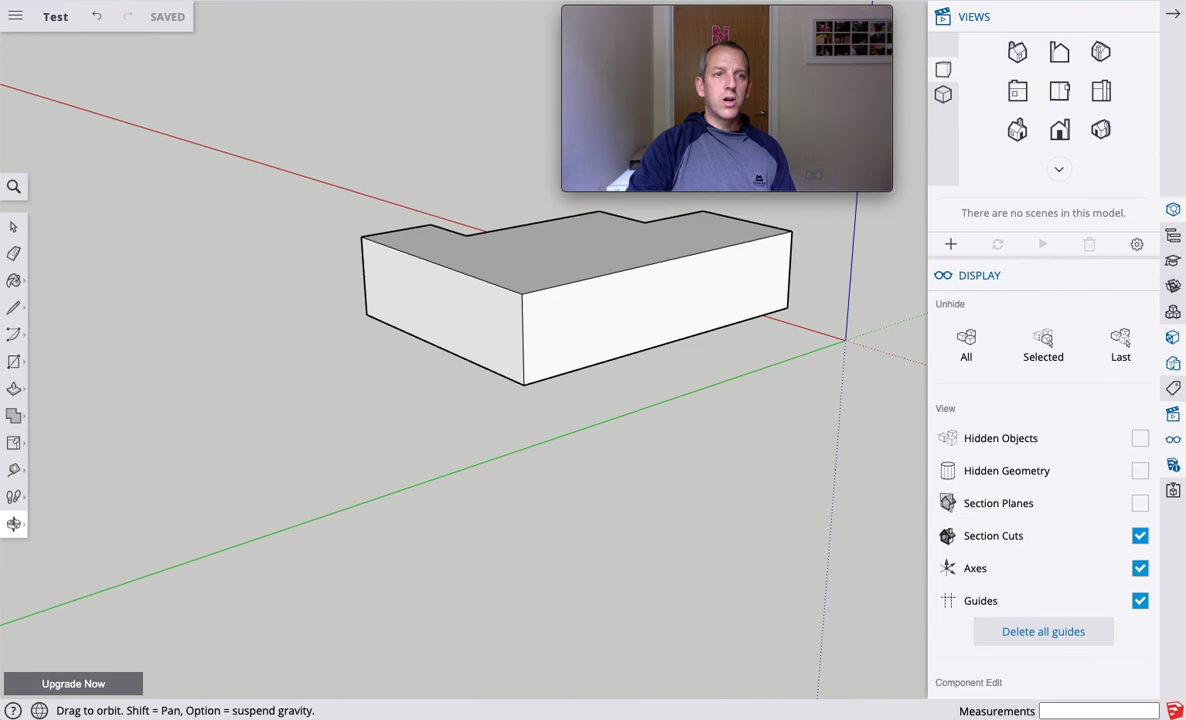 Test
SAVED
N
VIEWS
There are no scenes in this model.
DISPLAY
Unhide
All
Selected
Last
View
Hidden Objects
Hidden Geometry
Section Planes
Section Cuts
Axes
Guides
Delete all guides
Component Edit
Upgrade Now
Drag to orbit. Shift = Pan, Option = suspend gravity.
Measurements